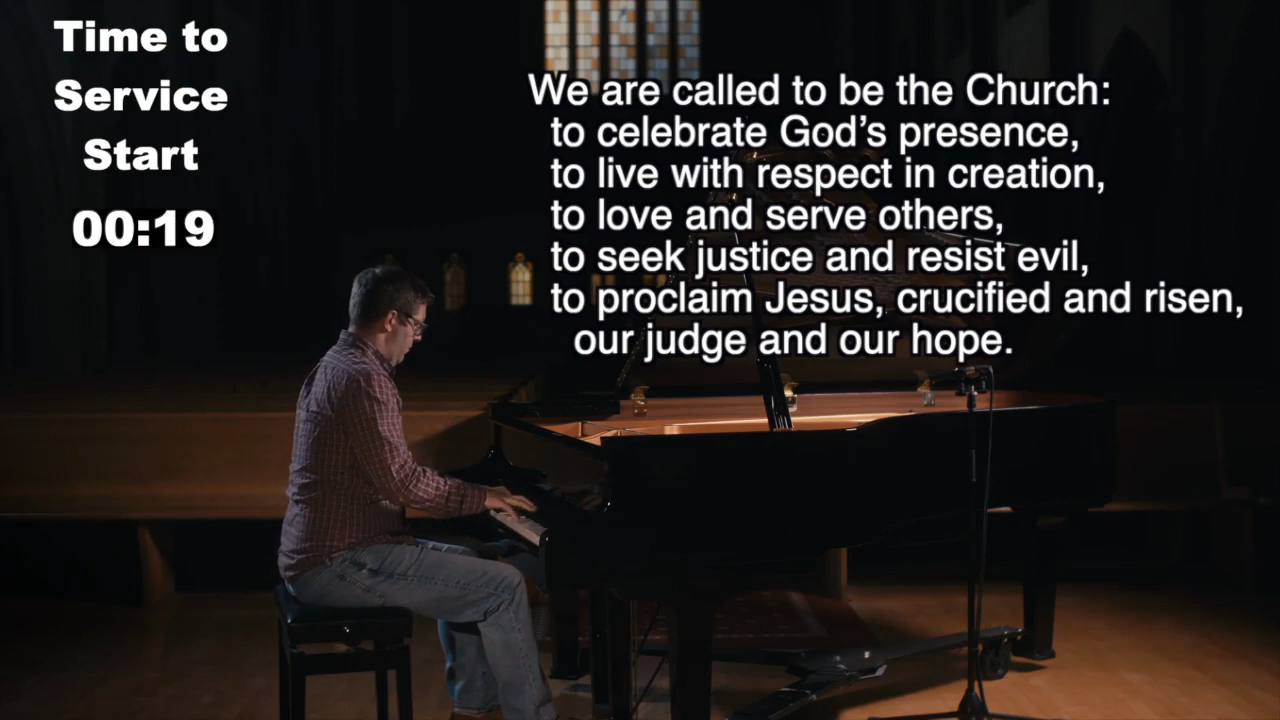 Time to
Service
Start
00:19
We are called to be the Church:
to celebrate God’s presence,
to live with respect in creation,
to love and serve others,
to seek justice and resist evil,
to proclaim Jesus, crucified and risen,
our judge and our hope.